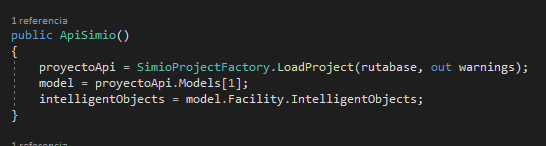 1 referencia
public ApiSimio()
{
proyectoApi = SimioProjectFactory.LoadProject(rutabase, out warnings);
model = proyectoApi.Models[1];
intelligentObjects = model.Facility.IntelligentObjects;
}
1 referencia